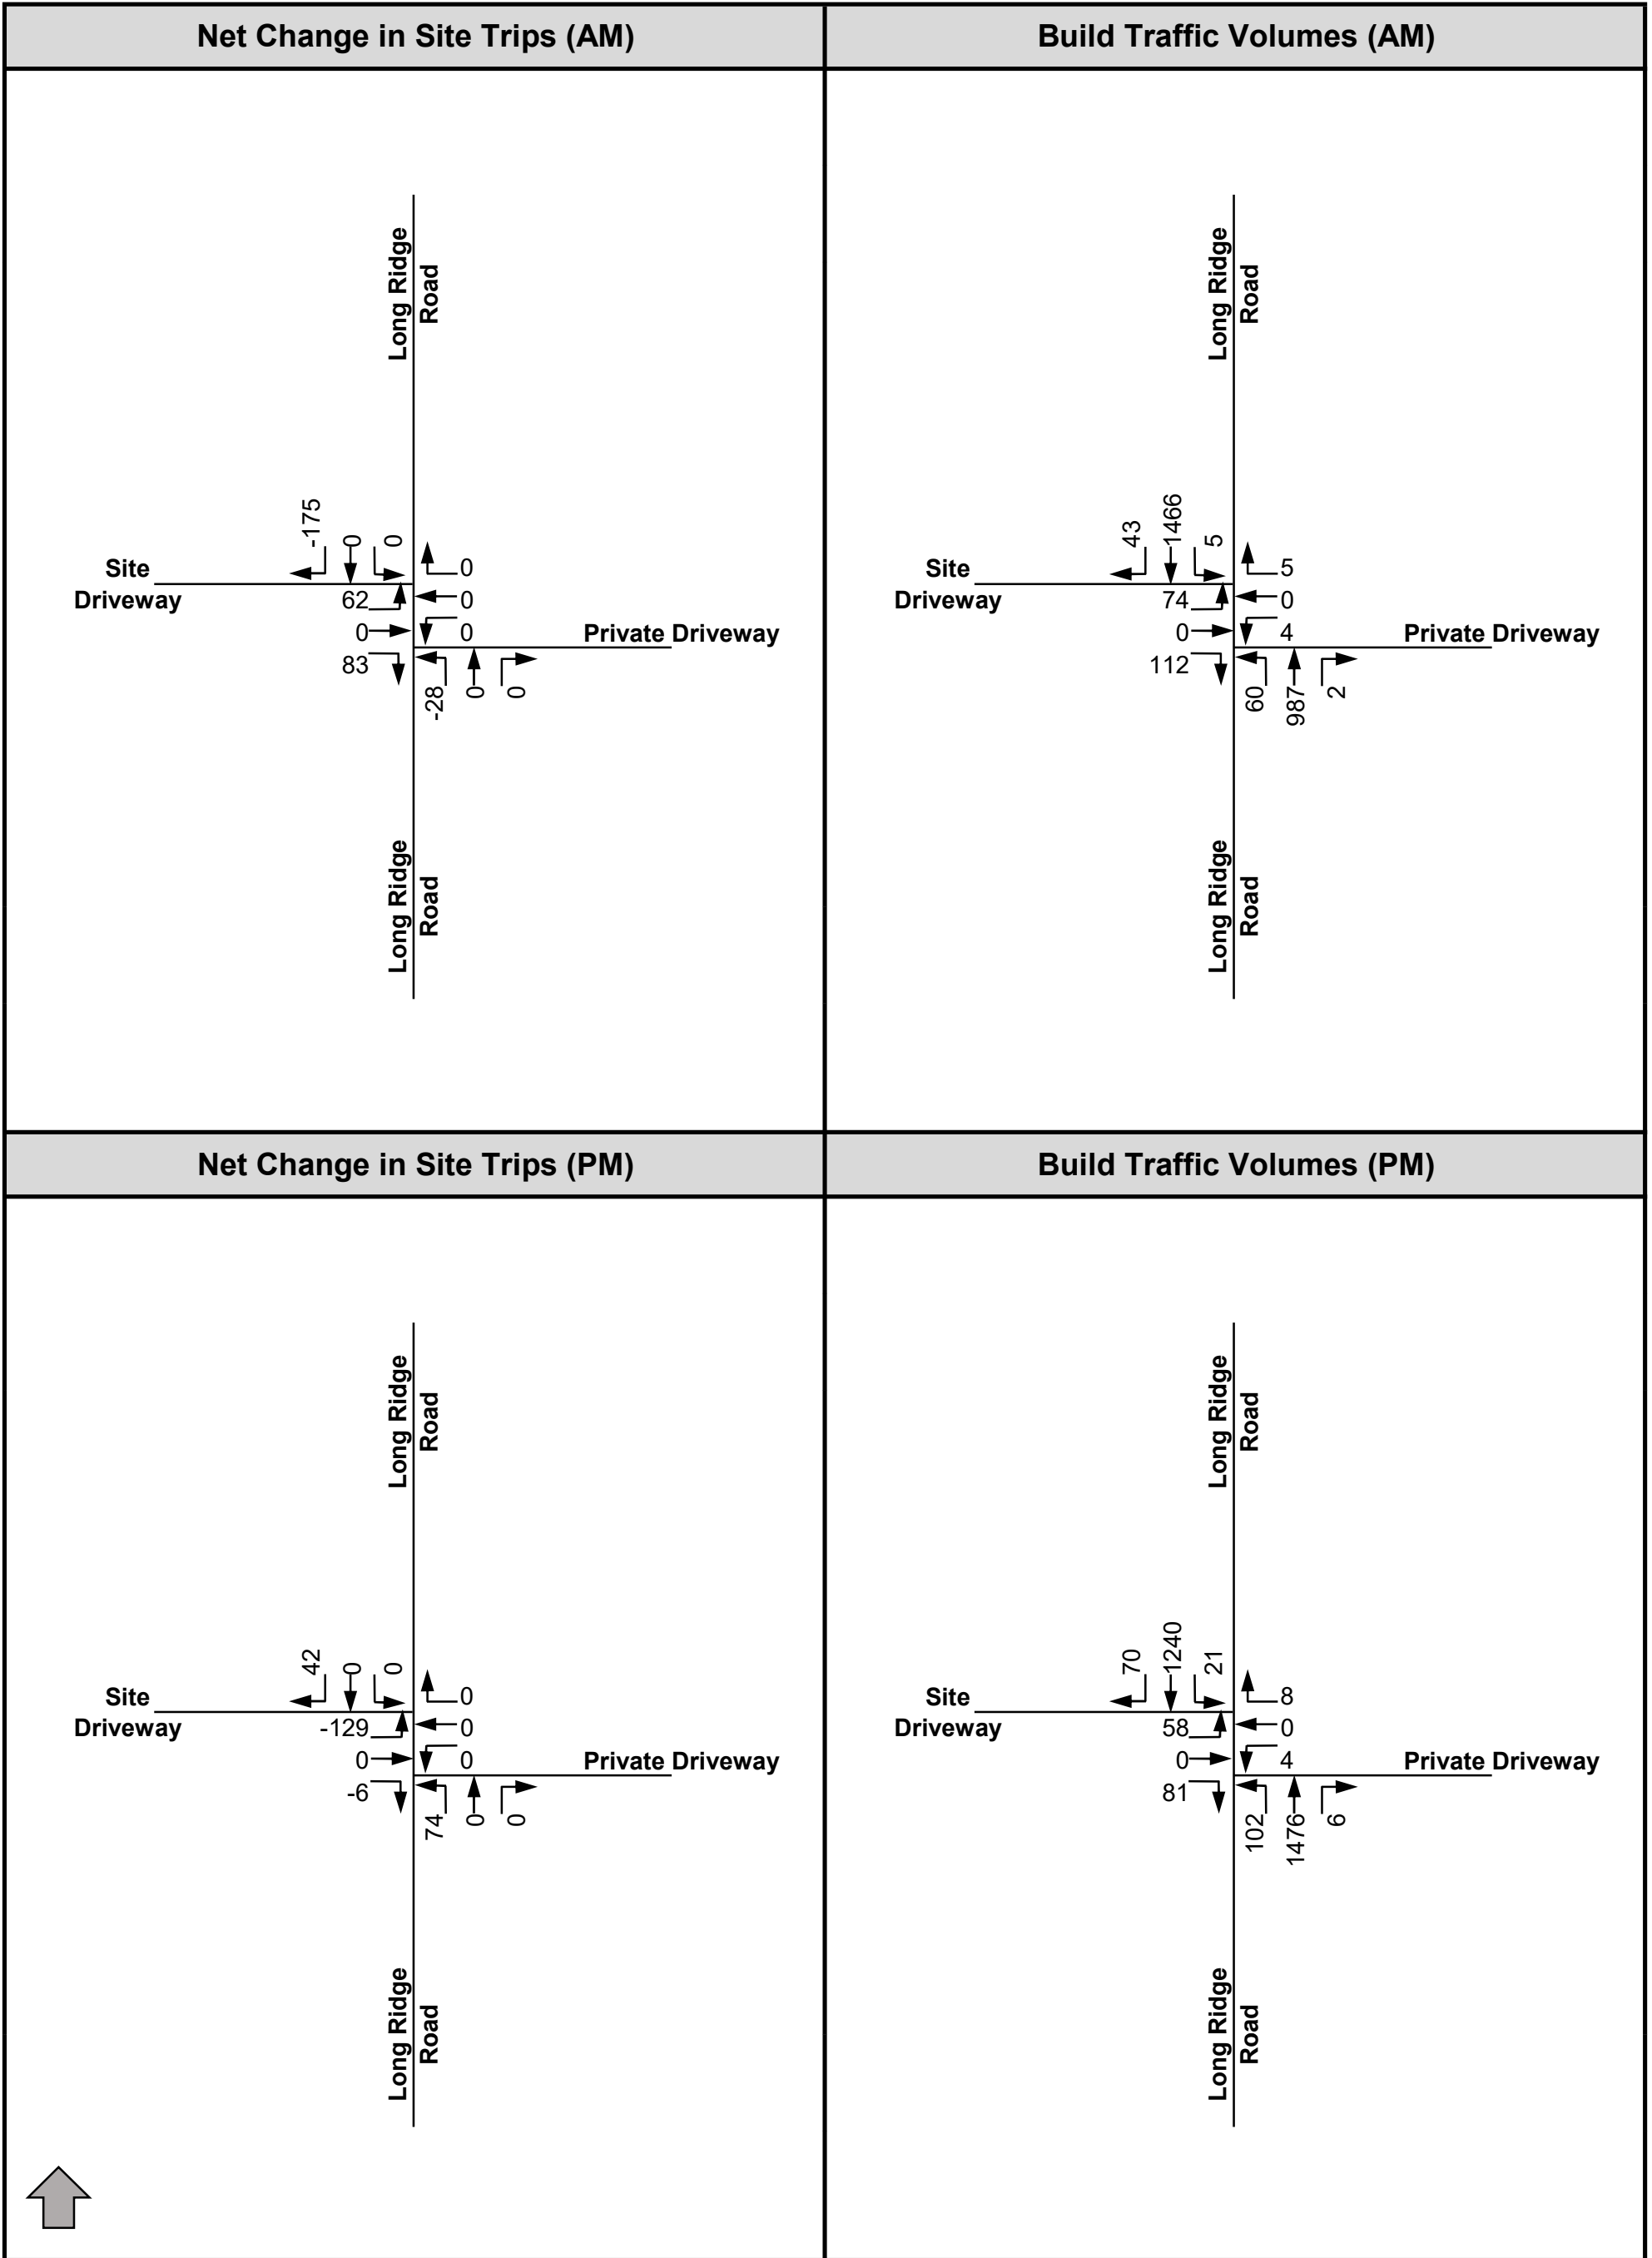 Net Change in Site Trips (AM)
Build Traffic Volumes (AM)
Long Ridge
Road
-175
0
0
Site
Driveway
0
0
0
62
0
83
Private Driveway
-28
0
0
Long Ridge
Road
Long Ridge
Road
43
1466
5
Site
Driveway
5
0
4
74
0
112
Private Driveway
60
987
2
Long Ridge
Road
Net Change in Site Trips (PM)
Build Traffic Volumes (PM)
Long Ridge
Road
42
0
0
Site
Driveway
0
0
0
-129
0
-6
Private Driveway
74
0
0
Long Ridge
Road
Long Ridge
Road
70
1240
21
Site
Driveway
8
0
4
58
0
81
Private Driveway
102
1476
6
Long Ridge
Road